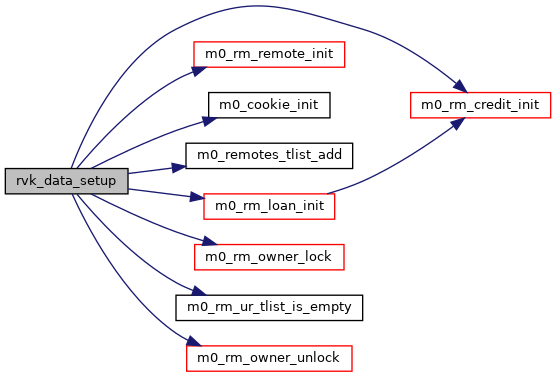 m0_rm_remote_init
m0_cookie_init
m0_rm_credit_init
m0_remotes_tlist_add
rvk_data_setup
m0_rm_loan_init
m0_rm_owner_lock
m0_rm_ur_tlist_is_empty
m0_rm_owner_unlock